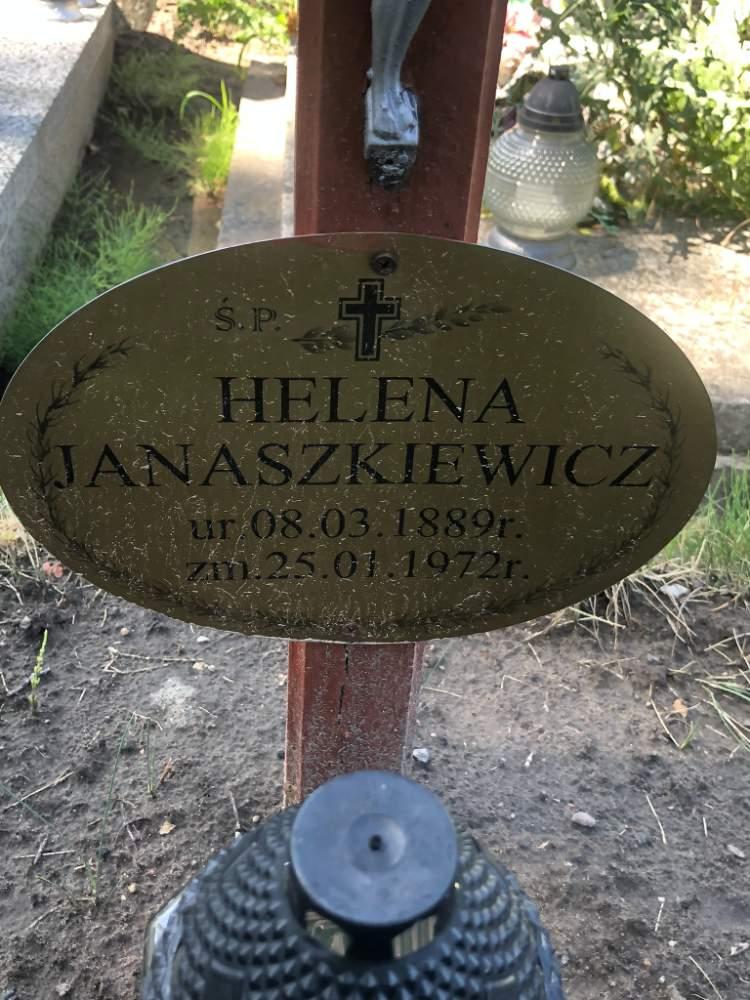 Ś.P.
HELENA
JANASZKIEWICZ
ur.08.03.1889r.
zm.25.01.1972r.